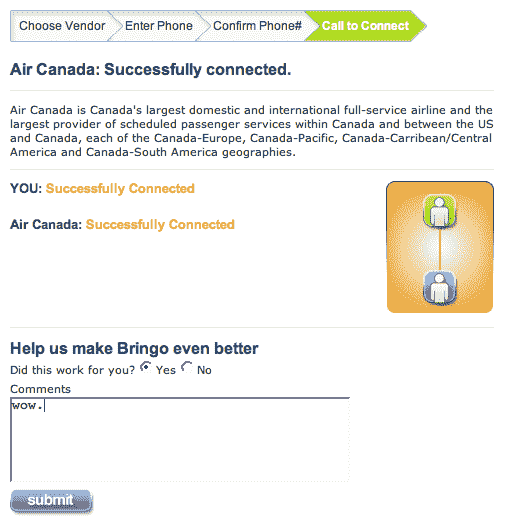 Choose Vendor Enter Phone Confirm Phone# Call to Connect
Air Canada: Successfully connected.
Air Canada is Canada's largest domestic and international full-service airline and the
largest provider of scheduled passenger services within Canada and between the US
and Canada, each of the Canada-Europe, Canada-Pacific, Canada-Carribean/Central
America and Canada-South America geographies.
YOU: Successfully Connected
Air Canada: Successfully Connected
Help us make Bringo even better
Did this work for you? Yes No
Comments
wow.
submit